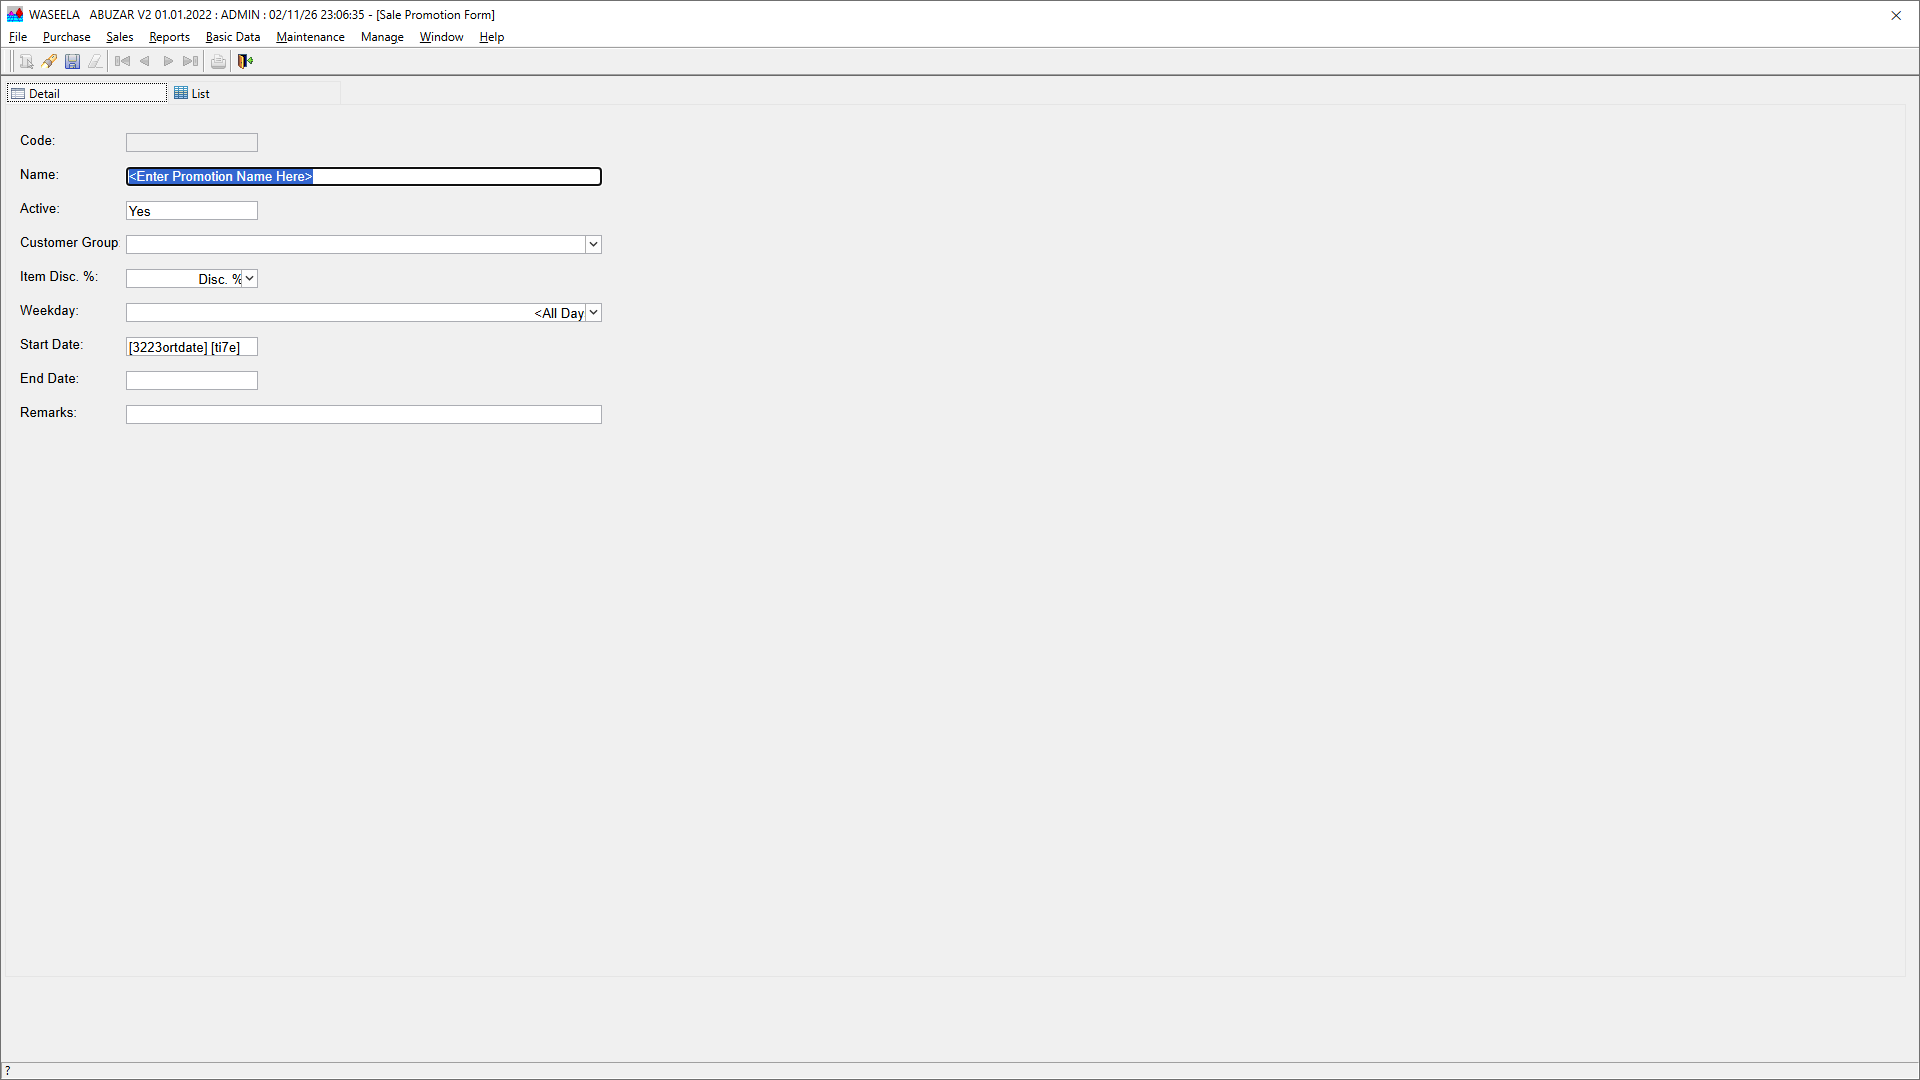 WASEELA ABUZAR V2 01.01.2022 : ADMIN : 02/11/26 23:06:35 - [Sale Promotion Form]
File Purchase Sales Reports Basic Data Maintenance Manage Window Help
Detail List
Code:
Name: <Enter Promotion Name Here>
Active: Yes
Customer Group:
Item Disc. %: Disc. %
Weekday: <All Day
Start Date: [3223ortdate] [ti7e]
End Date:
Remarks:
?